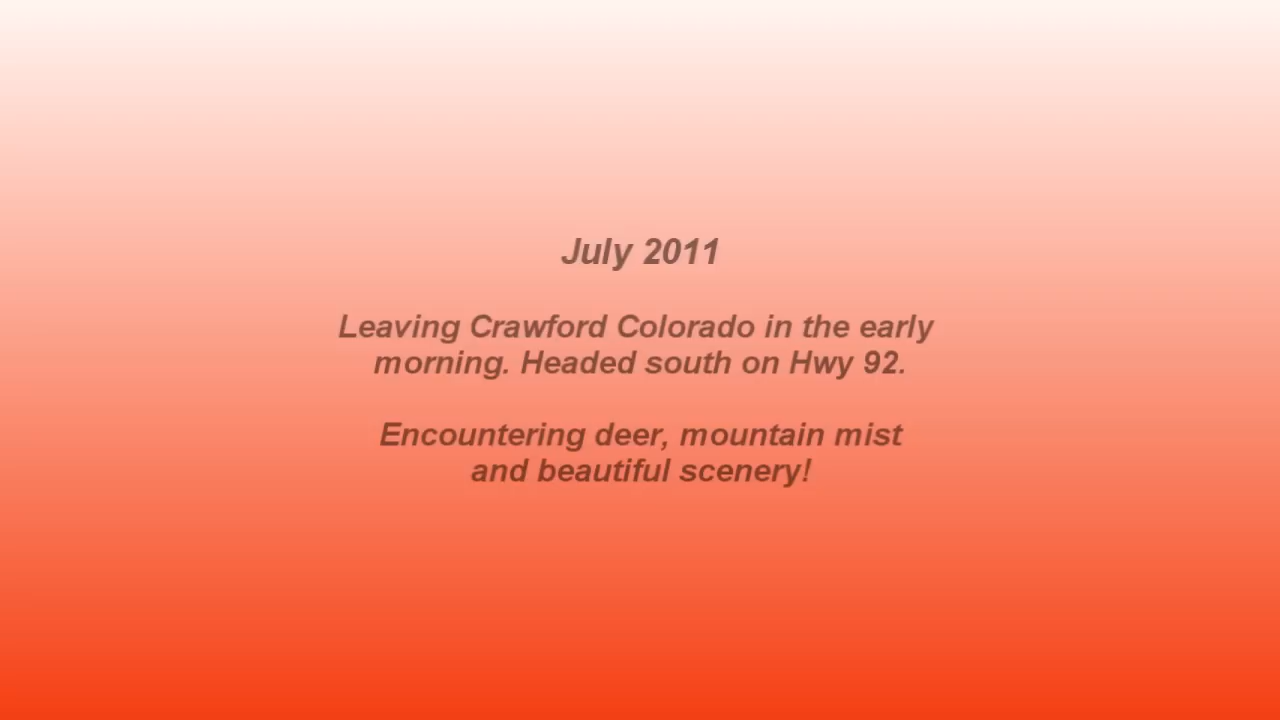 July 2011
Leaving Crawford Colorado in the early
morning. Headed south on Hwy 92.
Encountering deer, mountain mist
and beautiful scenery!